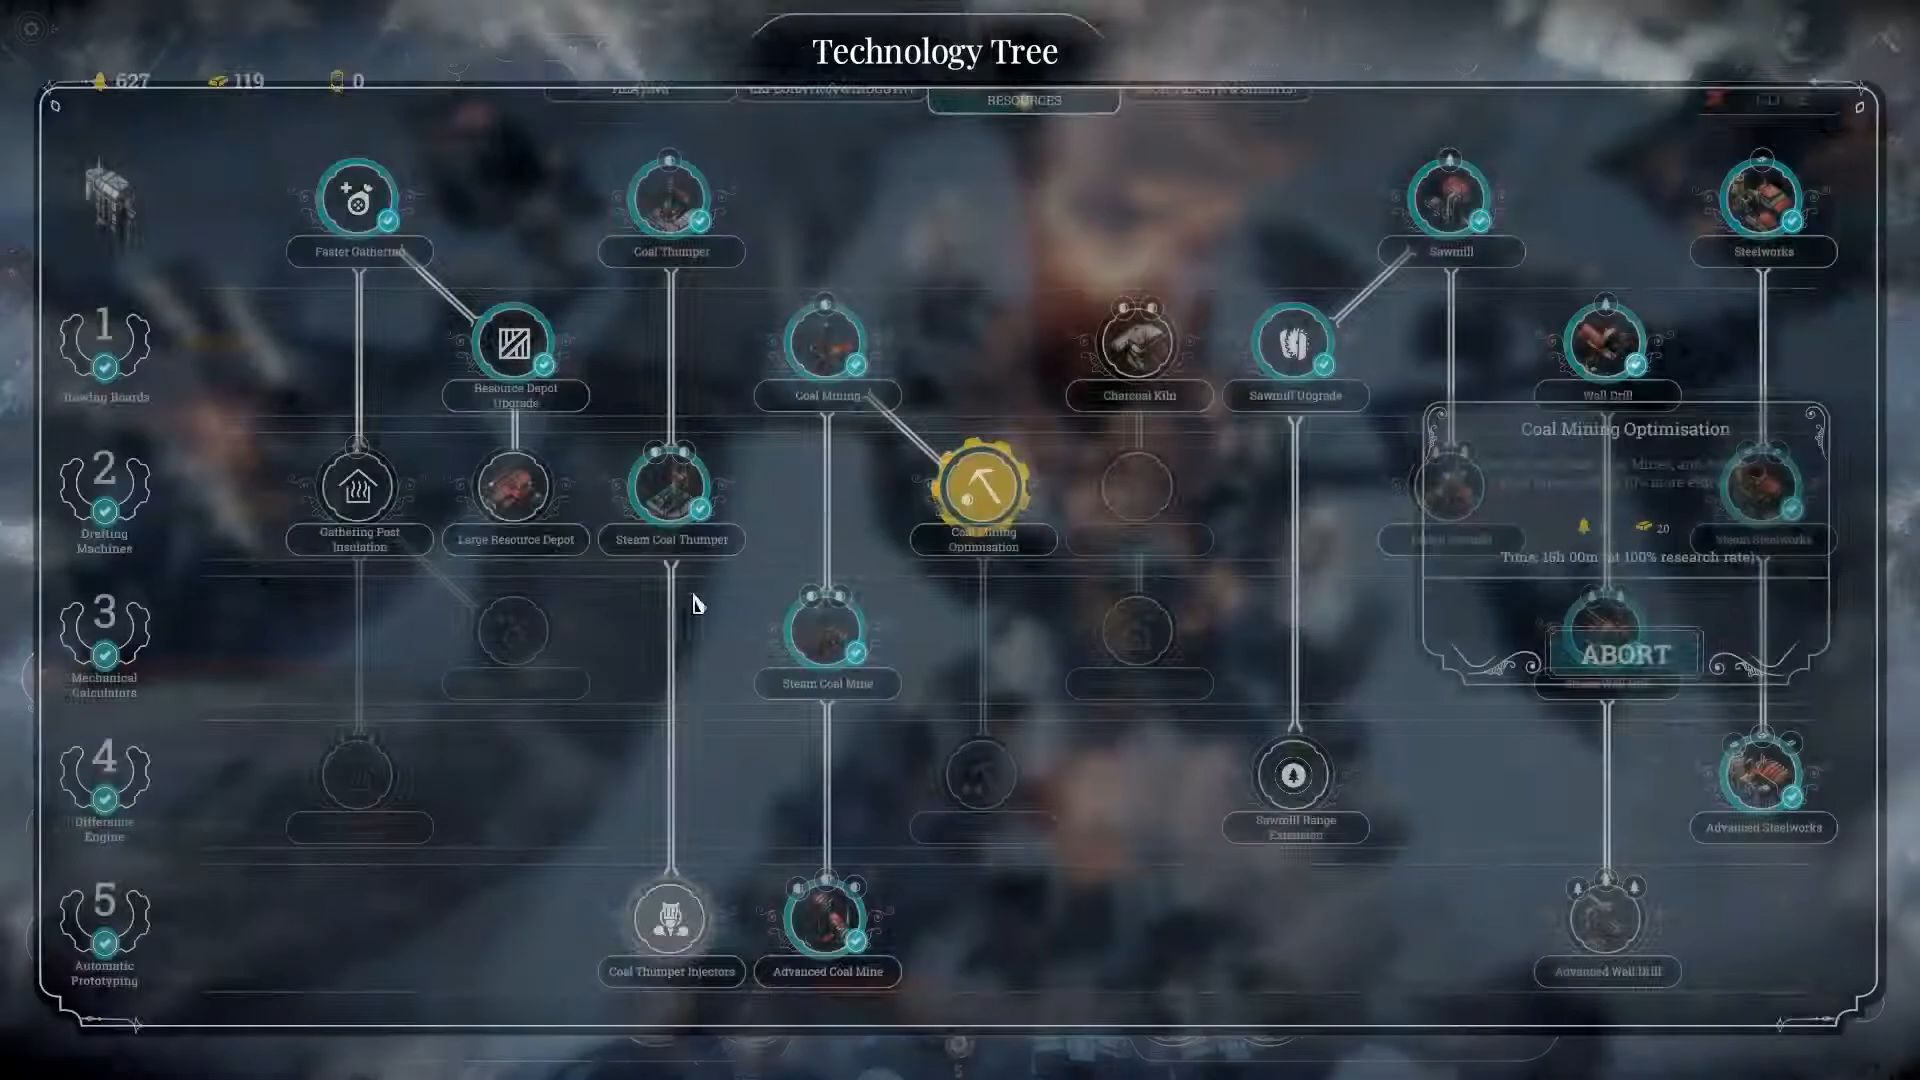 Technology Tree
627
119
0
RESOURCES
Faster Gathering
Coal Thumper
Sawmill
Steelworks
1
Resource Depot
Upgrade
Coal Mining
Charcoal Kiln
Sawmill Upgrade
Wall Drill
Coal Mining Optimisation
2
Drafting
Machines
Gathering Post
Insulation
Large Resource Depot
Steam Coal Thumper
Coal Mining
Optimisation
20
Steam Steelworks
Time: 15h 00m (at 100% research rate)
ABORT
3
Mechanical
Calculators
Steam Coal Mine
4
Difference
Engine
Sawmill Range
Extension
Advanced Steelworks
5
Automatic
Prototyping
Coal Thumper Injectors
Advanced Coal Mine
Advanced Wall Drill